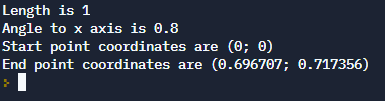 Length is 1
Angle to x axis is 0.8
Start point coordinates are (0; 0)
End point coordinates are (0.696707; 0.717356)
>